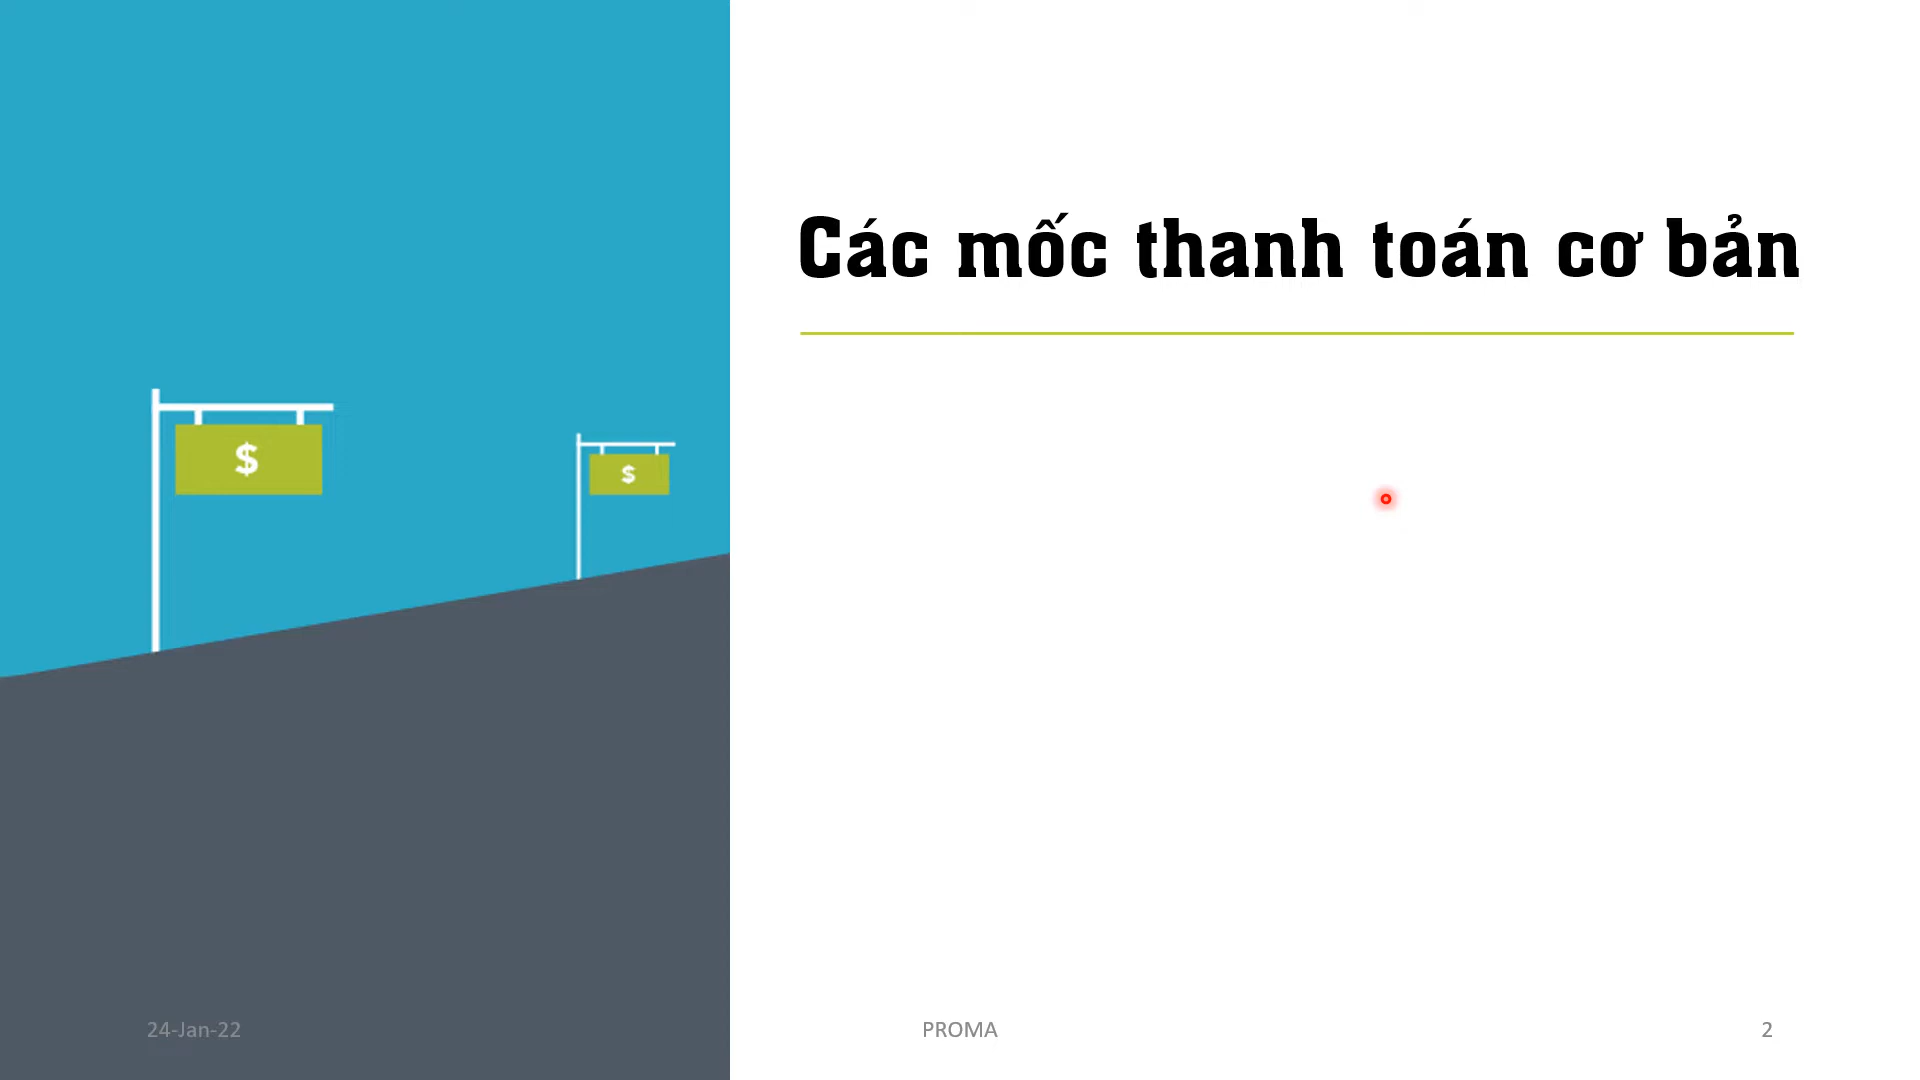 Các mốc thanh toán cơ bản
$
$
24-Jan-22
PROMA
2